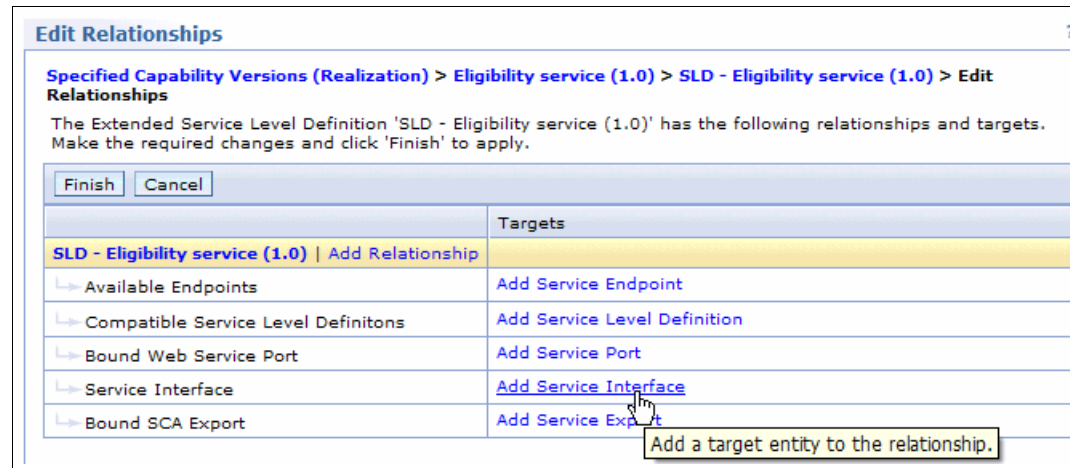 Edit Relationships
?
Specified Capability Versions (Realization) > Eligibility service (1.0) > SLD - Eligibility service (1.0) > Edit
Relationships
The Extended Service Level Definition 'SLD - Eligibility service (1.0)' has the following relationships and targets.
Make the required changes and click 'Finish' to apply.
Finish Cancel
Targets
SLD - Eligibility service (1.0) | Add Relationship
Available Endpoints Add Service Endpoint
Compatible Service Level Definitons Add Service Level Definition
Bound Web Service Port Add Service Port
Service Interface Add Service Interface
Bound SCA Export Add Service Export
Add a target entity to the relationship.